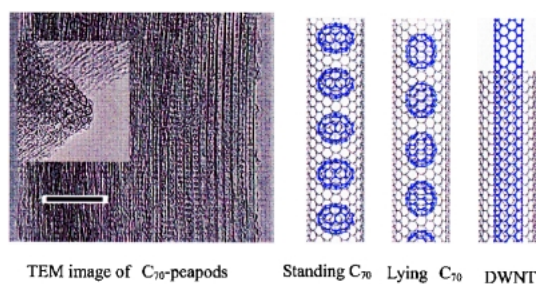 TEM image of C₇₀-peapods
Standing C₇₀
Lying C₇₀
DWNT